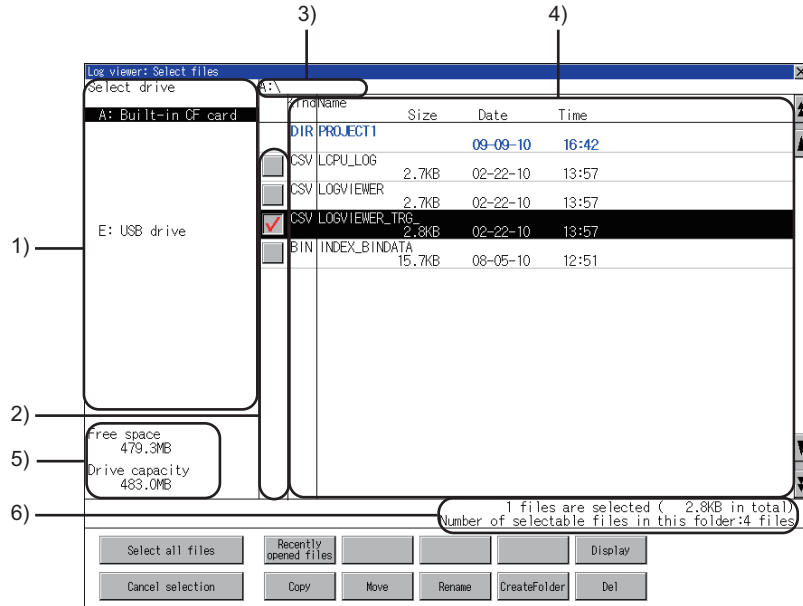 3)
4)
Log viewer: Select files
Select drive
A:\
Kind Name
Size Date Time
A: Built-in CF card
DIR PROJECT1
09-09-10 16:42
CSV LCPU_LOG
2.7KB 02-22-10 13:57
CSV LOGVIEWER
2.7KB 02-22-10 13:57
CSV LOGVIEWER_TRG_
2.8KB 02-22-10 13:57
E: USB drive
1)
BIN INDEX_BINDATA
15.7KB 08-05-10 12:51
2)
Free space
479.3MB
5)
Drive capacity
483.0MB
6)
1 files are selected ( 2.8KB in total)
Number of selectable files in this folder:4 files
Select all files
Recently opened files
Display
Cancel selection
Copy
Move
Rename
CreateFolder
Del